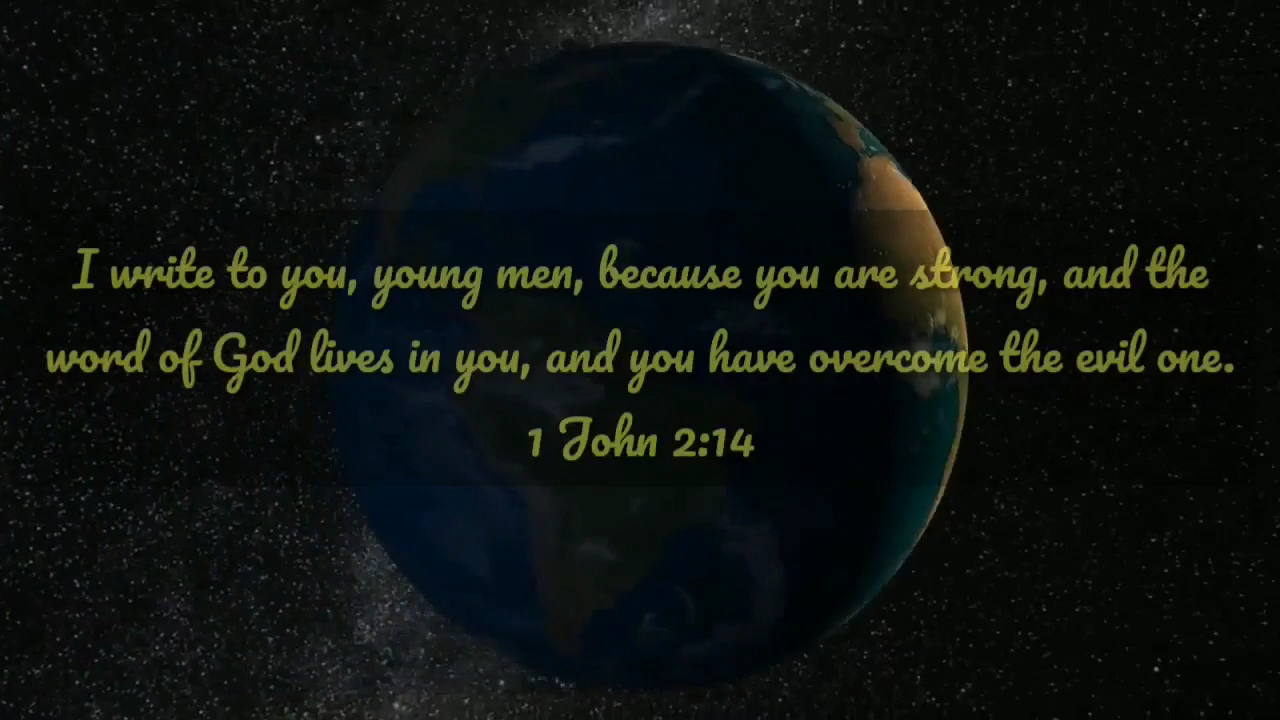 I write to you, young men, because you are strong, and the
word of God lives in you, and you have overcome the evil one.
1 John 2:14